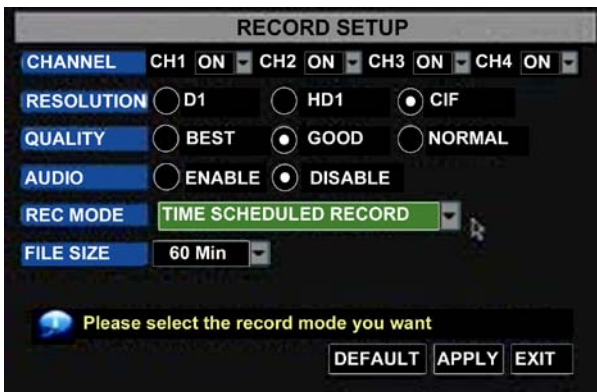 RECORD SETUP
CHANNEL CH1 ON CH2 ON CH3 ON CH4 ON
RESOLUTION D1 HD1 CIF
QUALITY BEST GOOD NORMAL
AUDIO ENABLE DISABLE
REC MODE TIME SCHEDULED RECORD
FILE SIZE 60 Min
Please select the record mode you want
DEFAULT APPLY EXIT